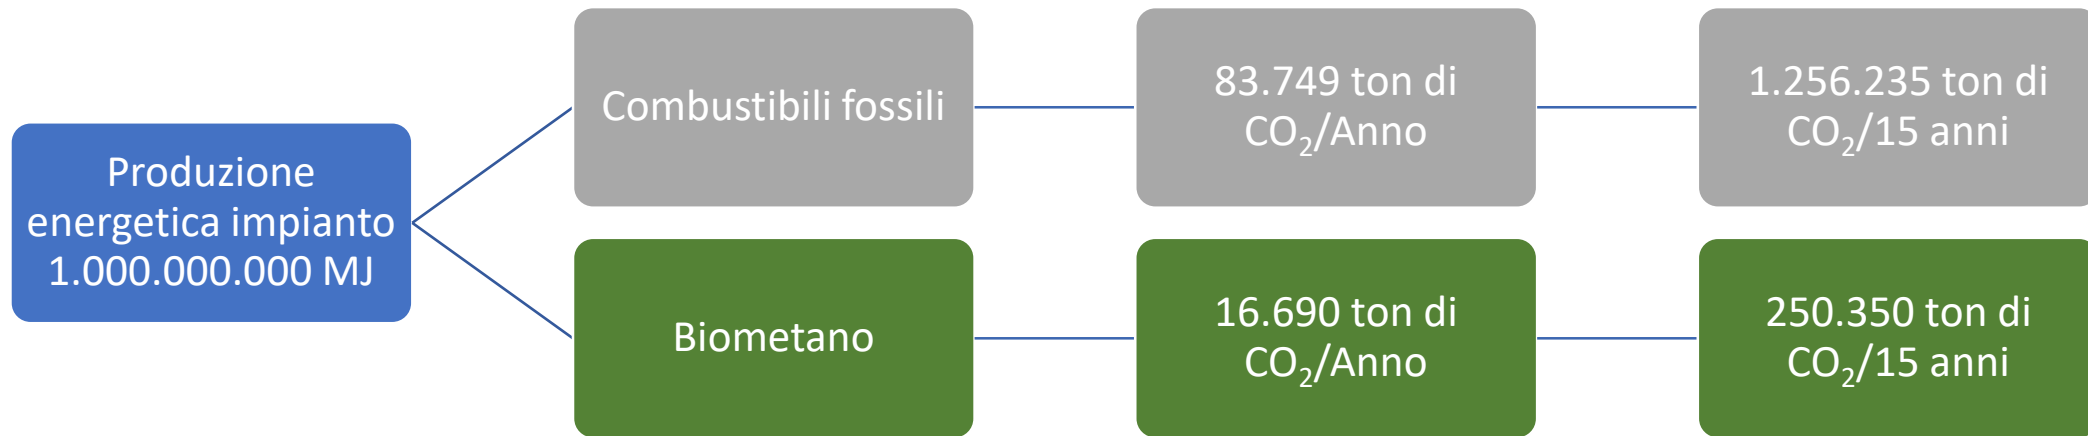 Produzione
energetica impianto
1.000.000.000 MJ
Combustibili fossili
83.749 ton di
CO₂/Anno
1.256.235 ton di
CO₂/15 anni
Biometano
16.690 ton di
CO₂/Anno
250.350 ton di
CO₂/15 anni